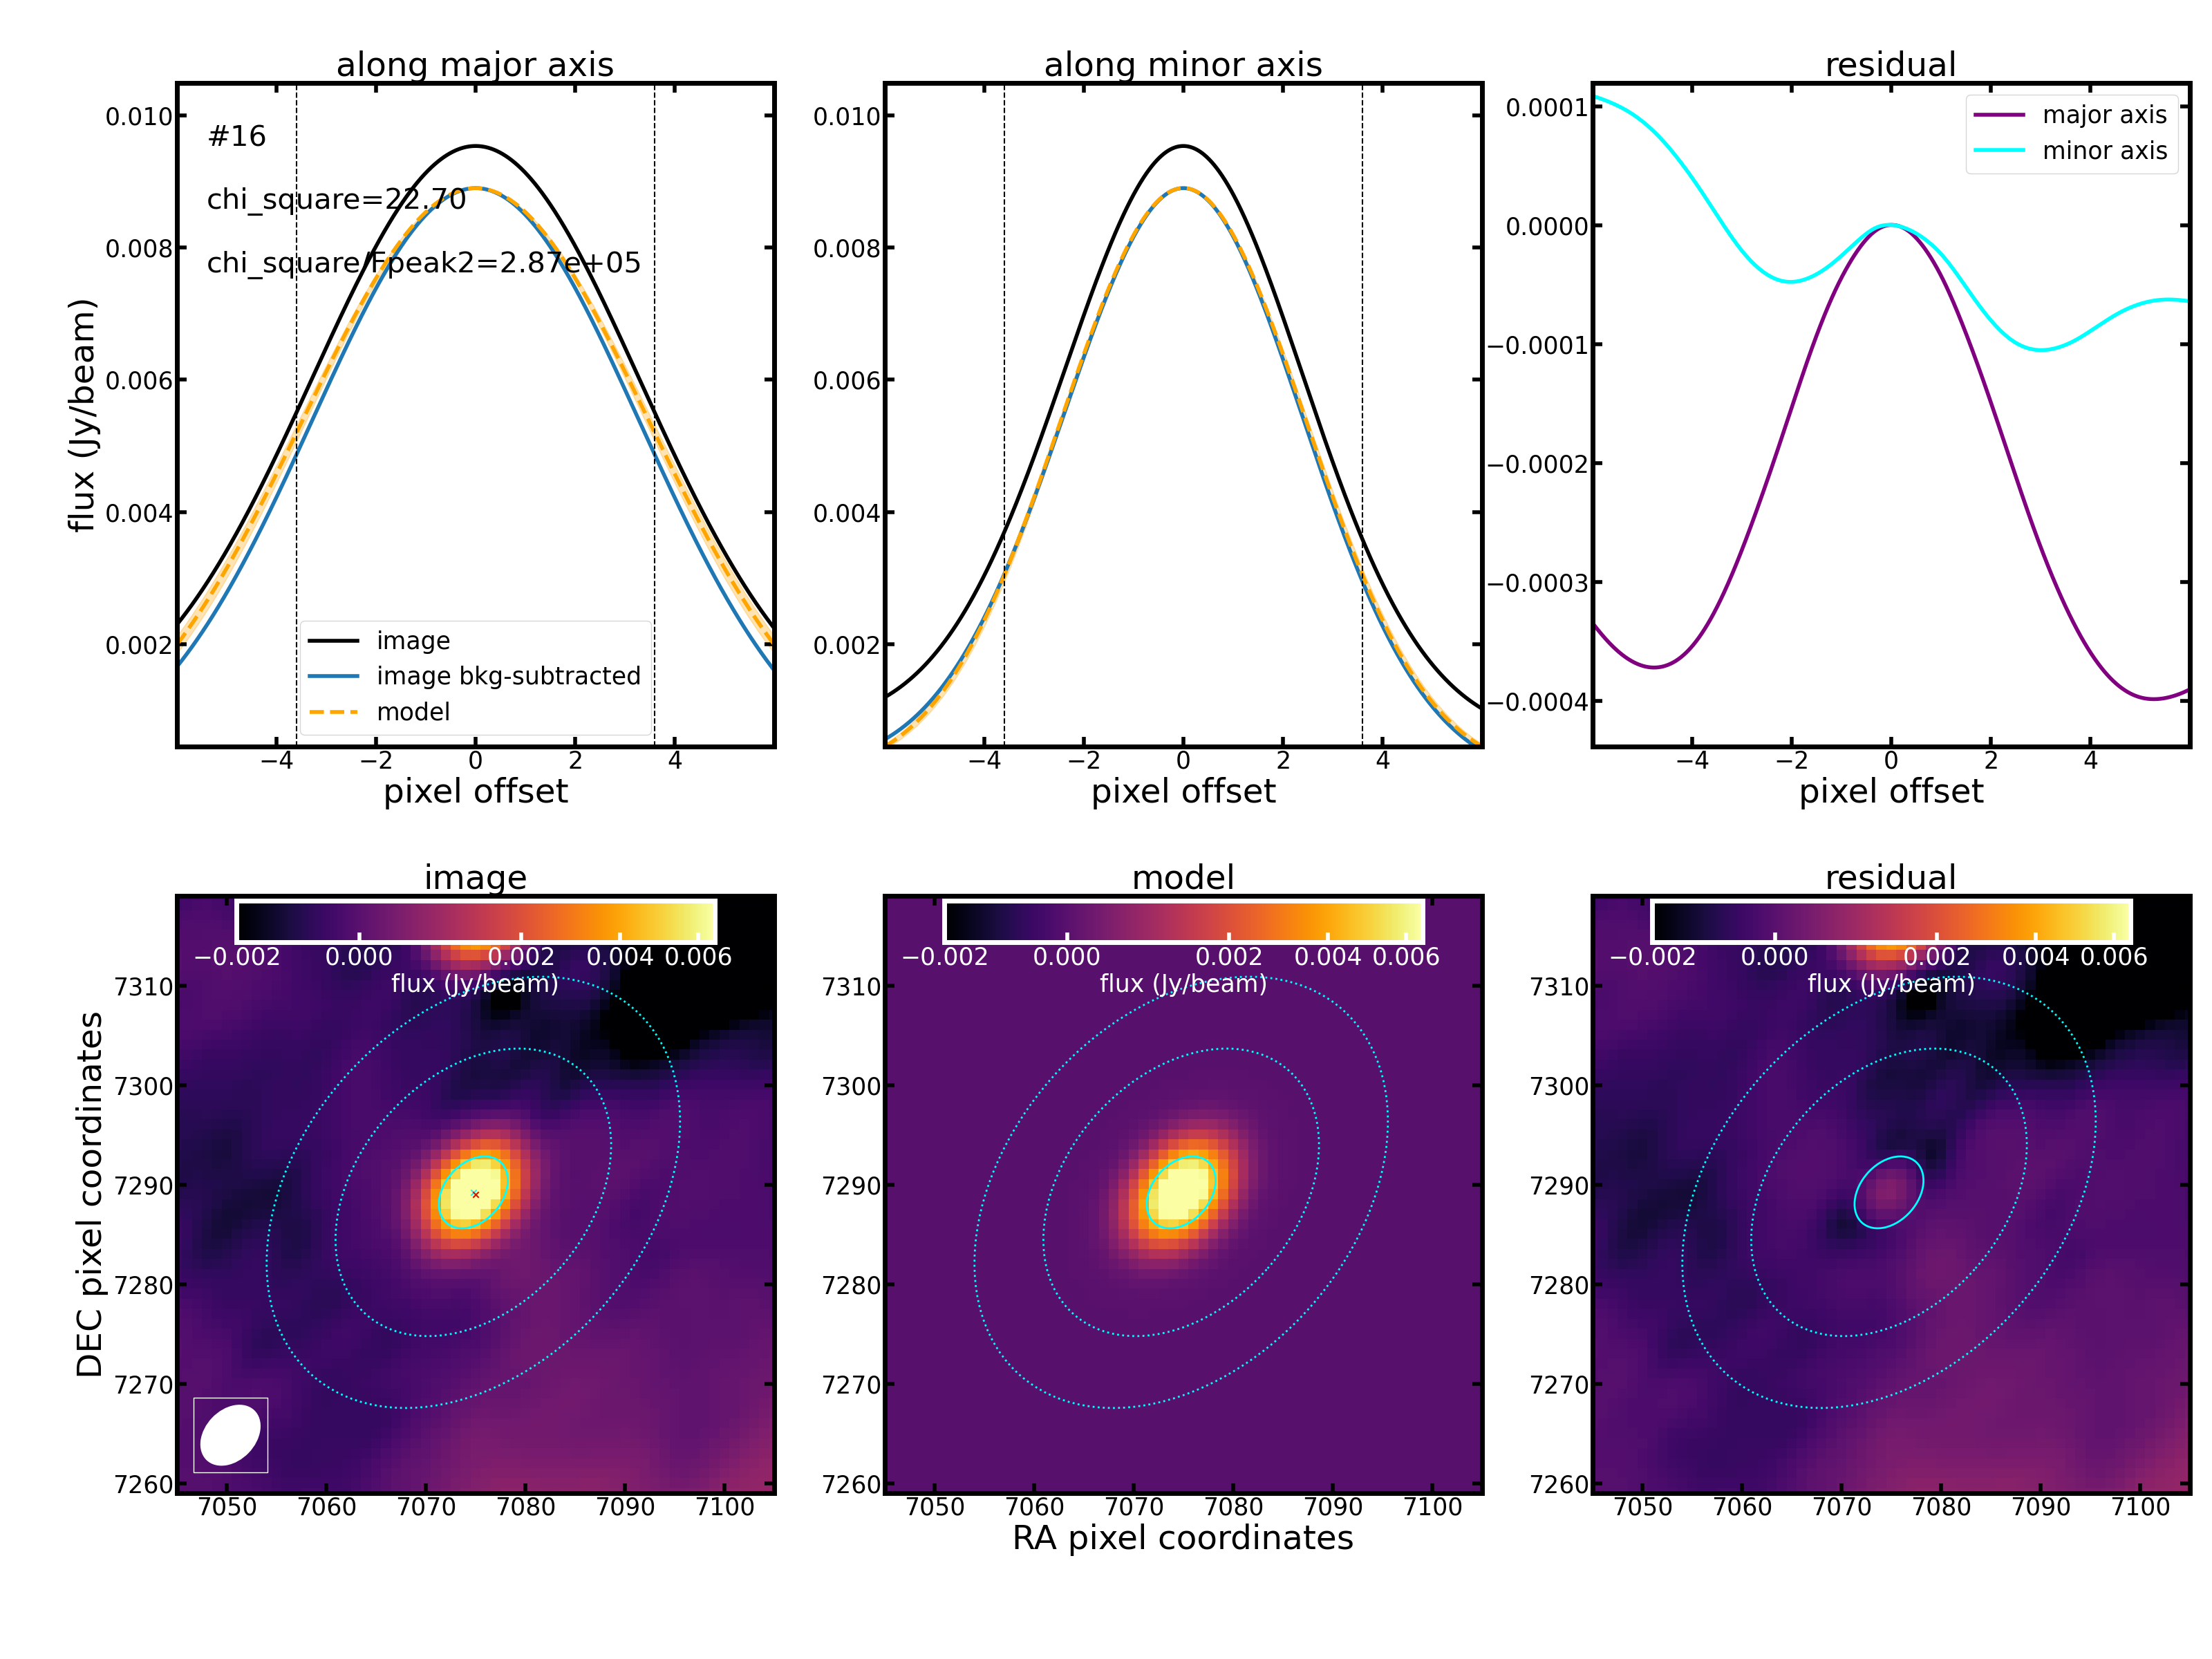 along major axis
along minor axis
residual
0.010
0.008
0.006
0.004
0.002
#16
chi_square=22.70
chi_square/Fpeak2=2.87e+05
flux (Jy/beam)
image
image bkg-subtracted
model
−4 −2 0 2 4
pixel offset
0.010
0.008
0.006
0.004
0.002
−4 −2 0 2 4
pixel offset
0.0001
0.0000
−0.0001
−0.0002
−0.0003
−0.0004
major axis
minor axis
−4 −2 0 2 4
pixel offset
image
model
residual
−0.002 0.000 0.002 0.004 0.006
flux (Jy/beam)
7310
7300
7290
7280
7270
7260
DEC pixel coordinates
7050 7060 7070 7080 7090 7100
−0.002 0.000 0.002 0.004 0.006
flux (Jy/beam)
7310
7300
7290
7280
7270
7260
7050 7060 7070 7080 7090 7100
RA pixel coordinates
−0.002 0.000 0.002 0.004 0.006
flux (Jy/beam)
7310
7300
7290
7280
7270
7260
7050 7060 7070 7080 7090 7100